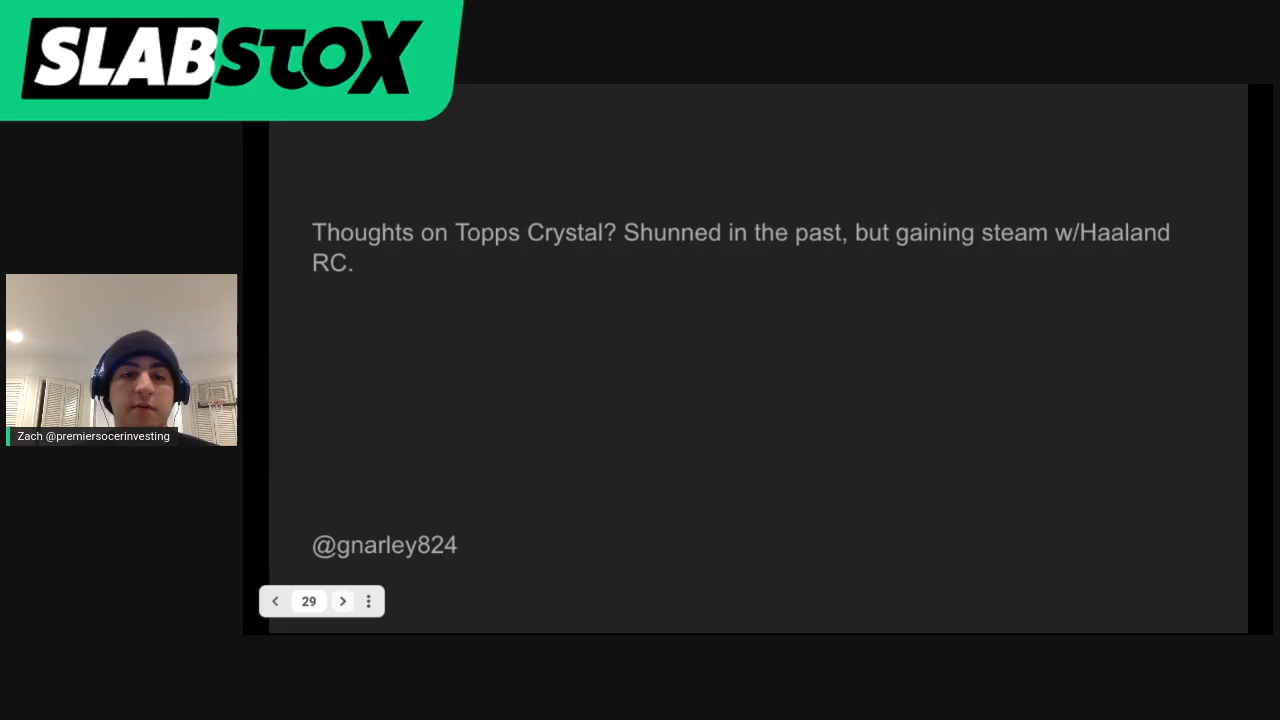 SLABSTOX
Thoughts on Topps Crystal? Shunned in the past, but gaining steam w/Haaland
RC.
Zach @premiersocerinvesting
@gnarley824
29